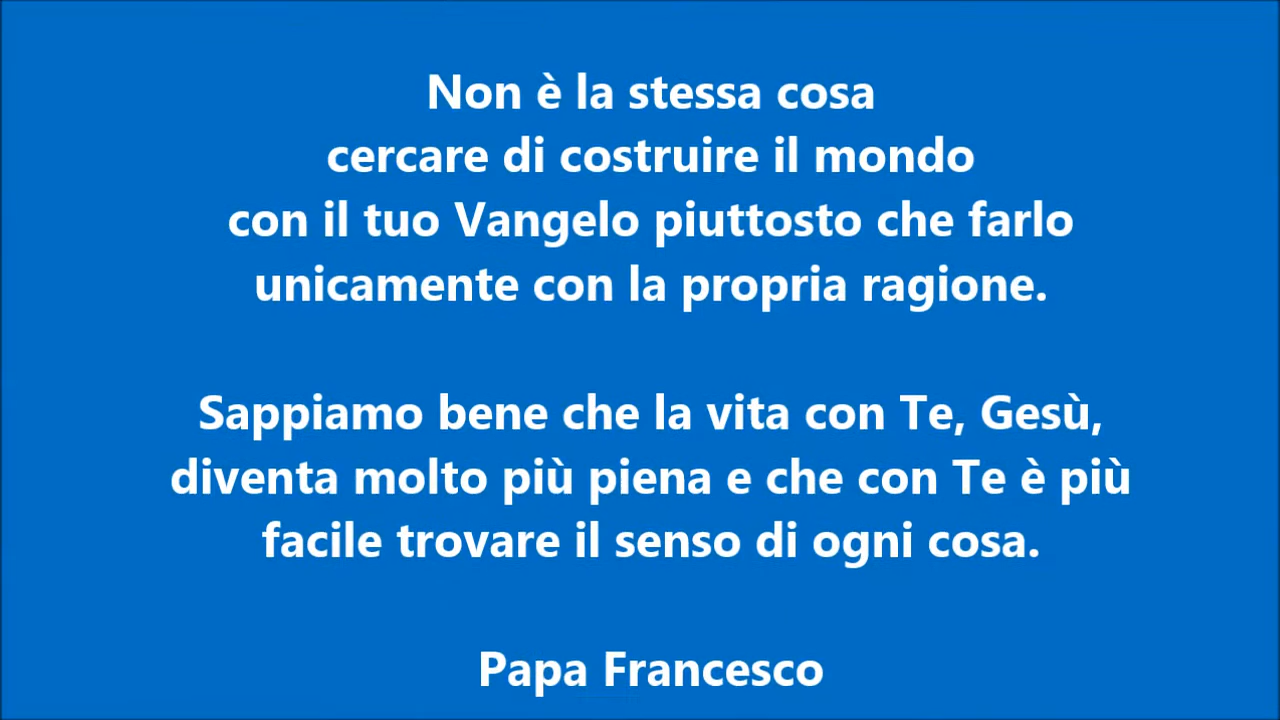 Non è la stessa cosa
cercare di costruire il mondo
con il tuo Vangelo piuttosto che farlo
unicamente con la propria ragione.
Sappiamo bene che la vita con Te, Gesù,
diventa molto più piena e che con Te è più
facile trovare il senso di ogni cosa.
Papa Francesco